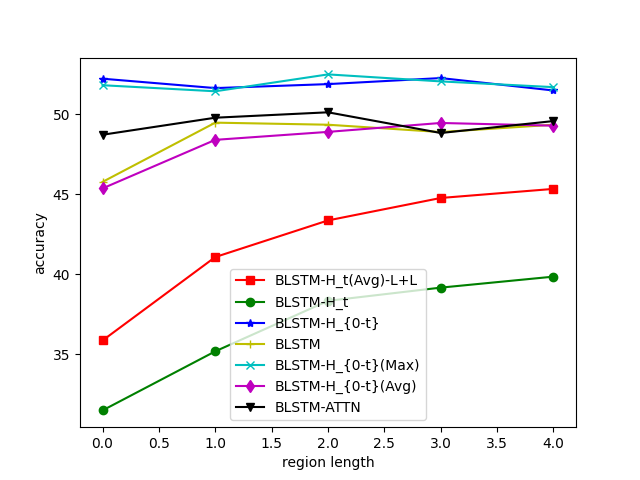 accuracy
50
45
40
35
BLSTM-H_t(Avg)-L+L
BLSTM-H_t
BLSTM-H_{0-t}
BLSTM
BLSTM-H_{0-t}(Max)
BLSTM-H_{0-t}(Avg)
BLSTM-ATTN
0.0 0.5 1.0 1.5 2.0 2.5 3.0 3.5 4.0
region length